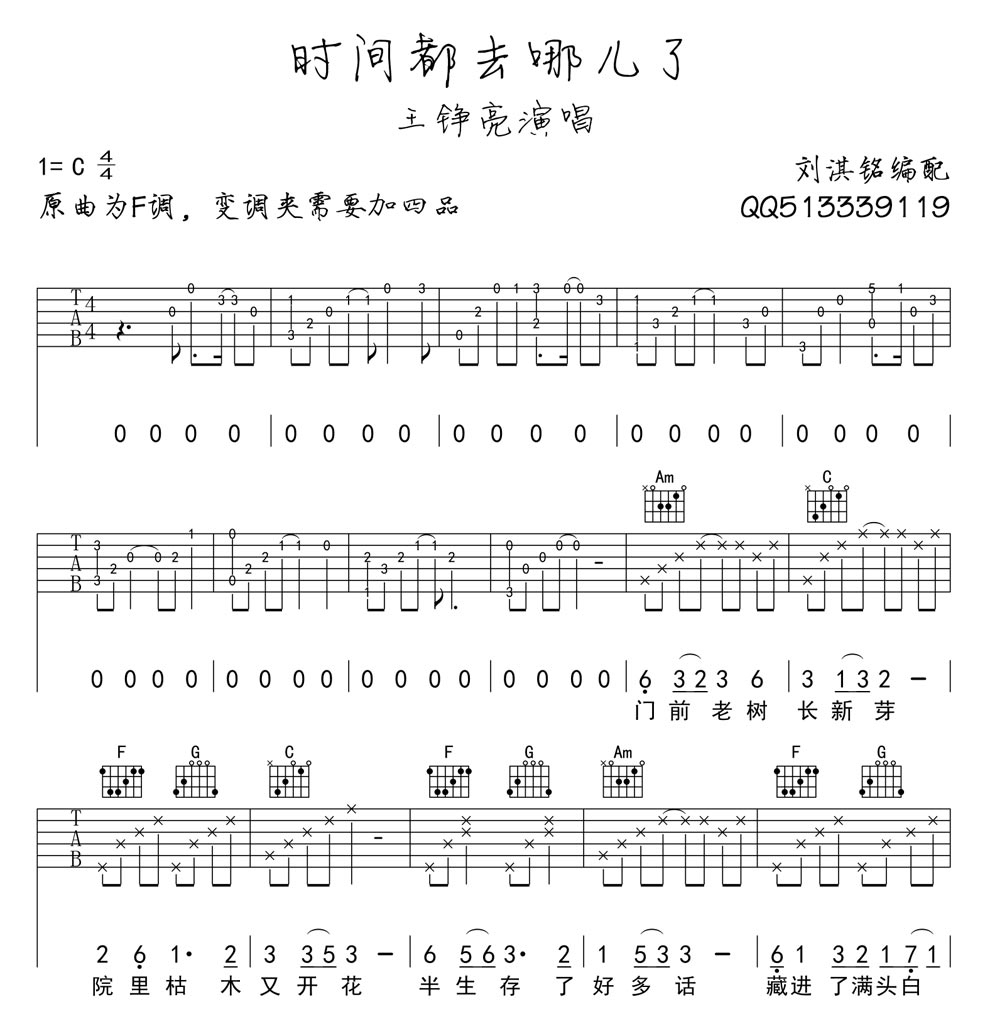 时间都去哪儿了
王铮亮演唱
1= C 4/4
刘淇铭编配
原曲为F调，变调夹需要加四品
QQ513339119
T A B 4 4
0 0 0 0 0 0 0 0 0 0 0 0 0 0 0 0 0 0 0 0
Am C
T A B
0 0 0 0 0 0 0 0 0 0 0 0 0 0 0 0 6 3 2 3 6 3 1 3 2 –
门前老树 长新芽
F G C F G Am F G
T A B
2 6 1· 2 3 3 5 3 – 6 5 6 3· 2 1 5 3 3 – 6 1 3 2 1 7 1
院里枯木又开花 半生存了好多话 藏进了满头白